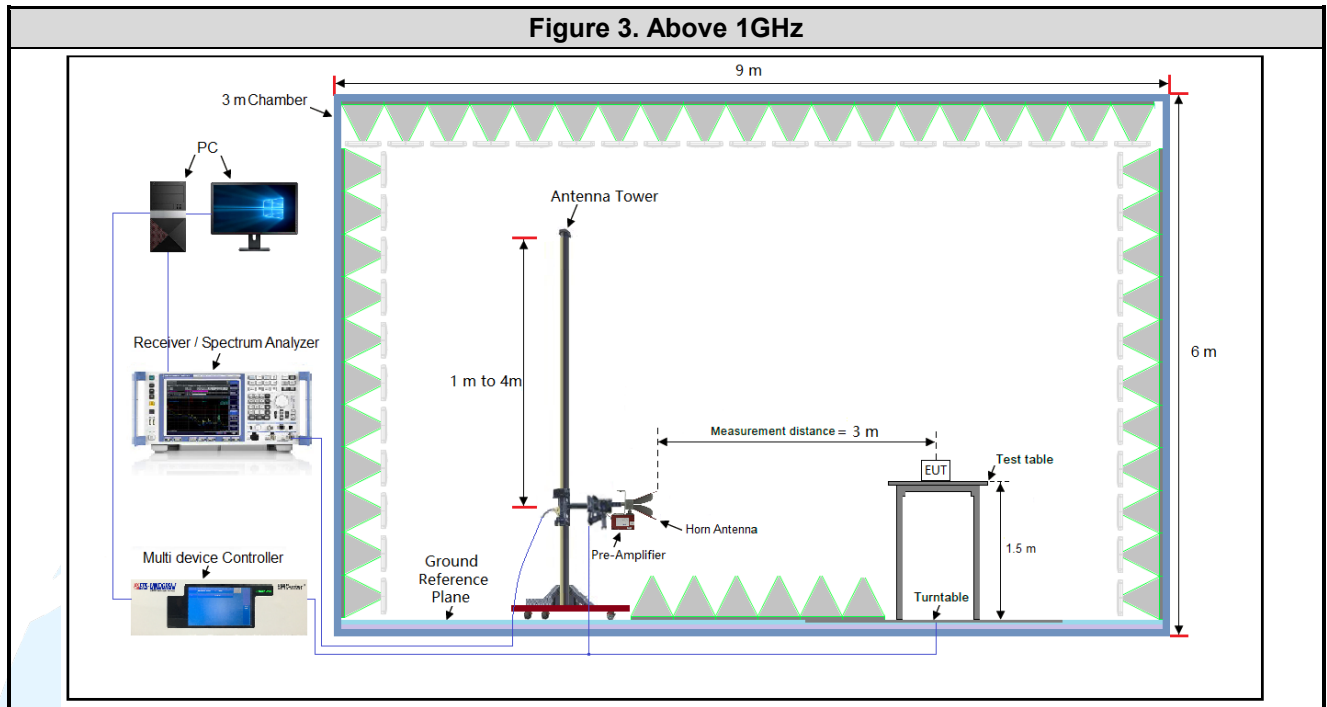 Figure 3. Above 1GHz
9 m
3 m Chamber
PC
Antenna Tower
Receiver / Spectrum Analyzer
1 m to 4m
6 m
Measurement distance = 3 m
EUT
Test table
Horn Antenna
Pre-Amplifier
1.5 m
Multi device Controller
Ground
Reference
Plane
Turntable